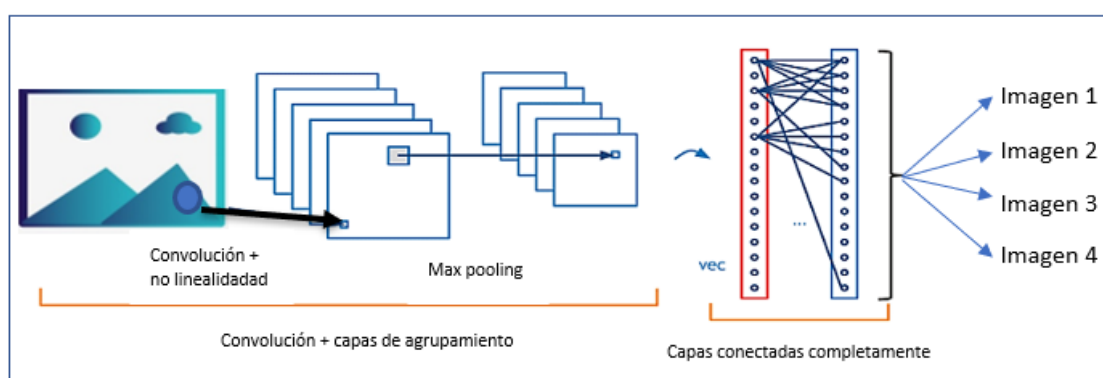 Convolución +
no linealidadad
Max pooling
Convolución + capas de agrupamiento
vec
...
Capas conectadas completamente
Imagen 1
Imagen 2
Imagen 3
Imagen 4